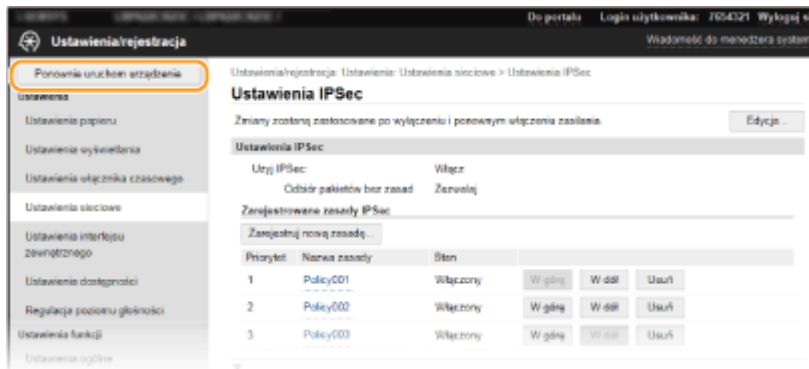 Do portalu Login użytkownika: 7654321 Wyloguj s
Ustawienia/rejestracja
Wiadomość do menedżera system
Ponownie uruchom urządzenie
Ustawienia/rejestracja: Ustawienia: Ustawienia sieciowe > Ustawienia IPSec
Ustawienia
Ustawienia IPSec
Ustawienia papieru
Zmiany zostaną zastosowane po wyłączeniu i ponownym włączeniu zasilania.
Edycja...
Ustawienia wyświetlania
Ustawienia IPSec
Użyj IPSec:
Włącz
Ustawienia włącznika czasowego
Odbiór pakietów bez zasad
Zezwalaj
Ustawienia sieciowe
Zarejestrowane zasady IPSec
Ustawienia interfejsu
zewnętrznego
Zarejestruj nową zasadę...
Priorytet Nazwa zasady Stan
Ustawienia dostępności
1 Policy001 Włączony W górę W dół Usuń
Regulacja poziomu głośności
2 Policy002 Włączony W górę W dół Usuń
Ustawienia funkcji
3 Policy003 Włączony W górę W dół Usuń
Ustawienia ogólne